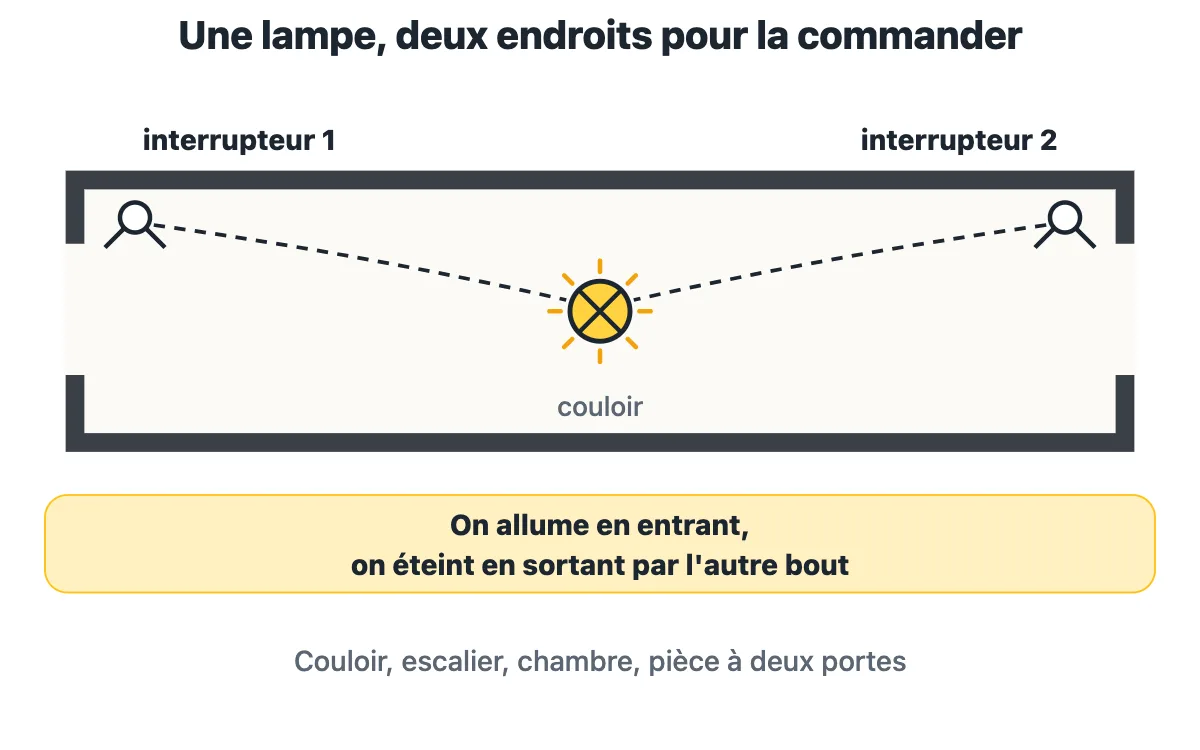 Une lampe, deux endroits pour la commander
interrupteur 1
interrupteur 2
couloir
On allume en entrant,
on éteint en sortant par l'autre bout
Couloir, escalier, chambre, pièce à deux portes